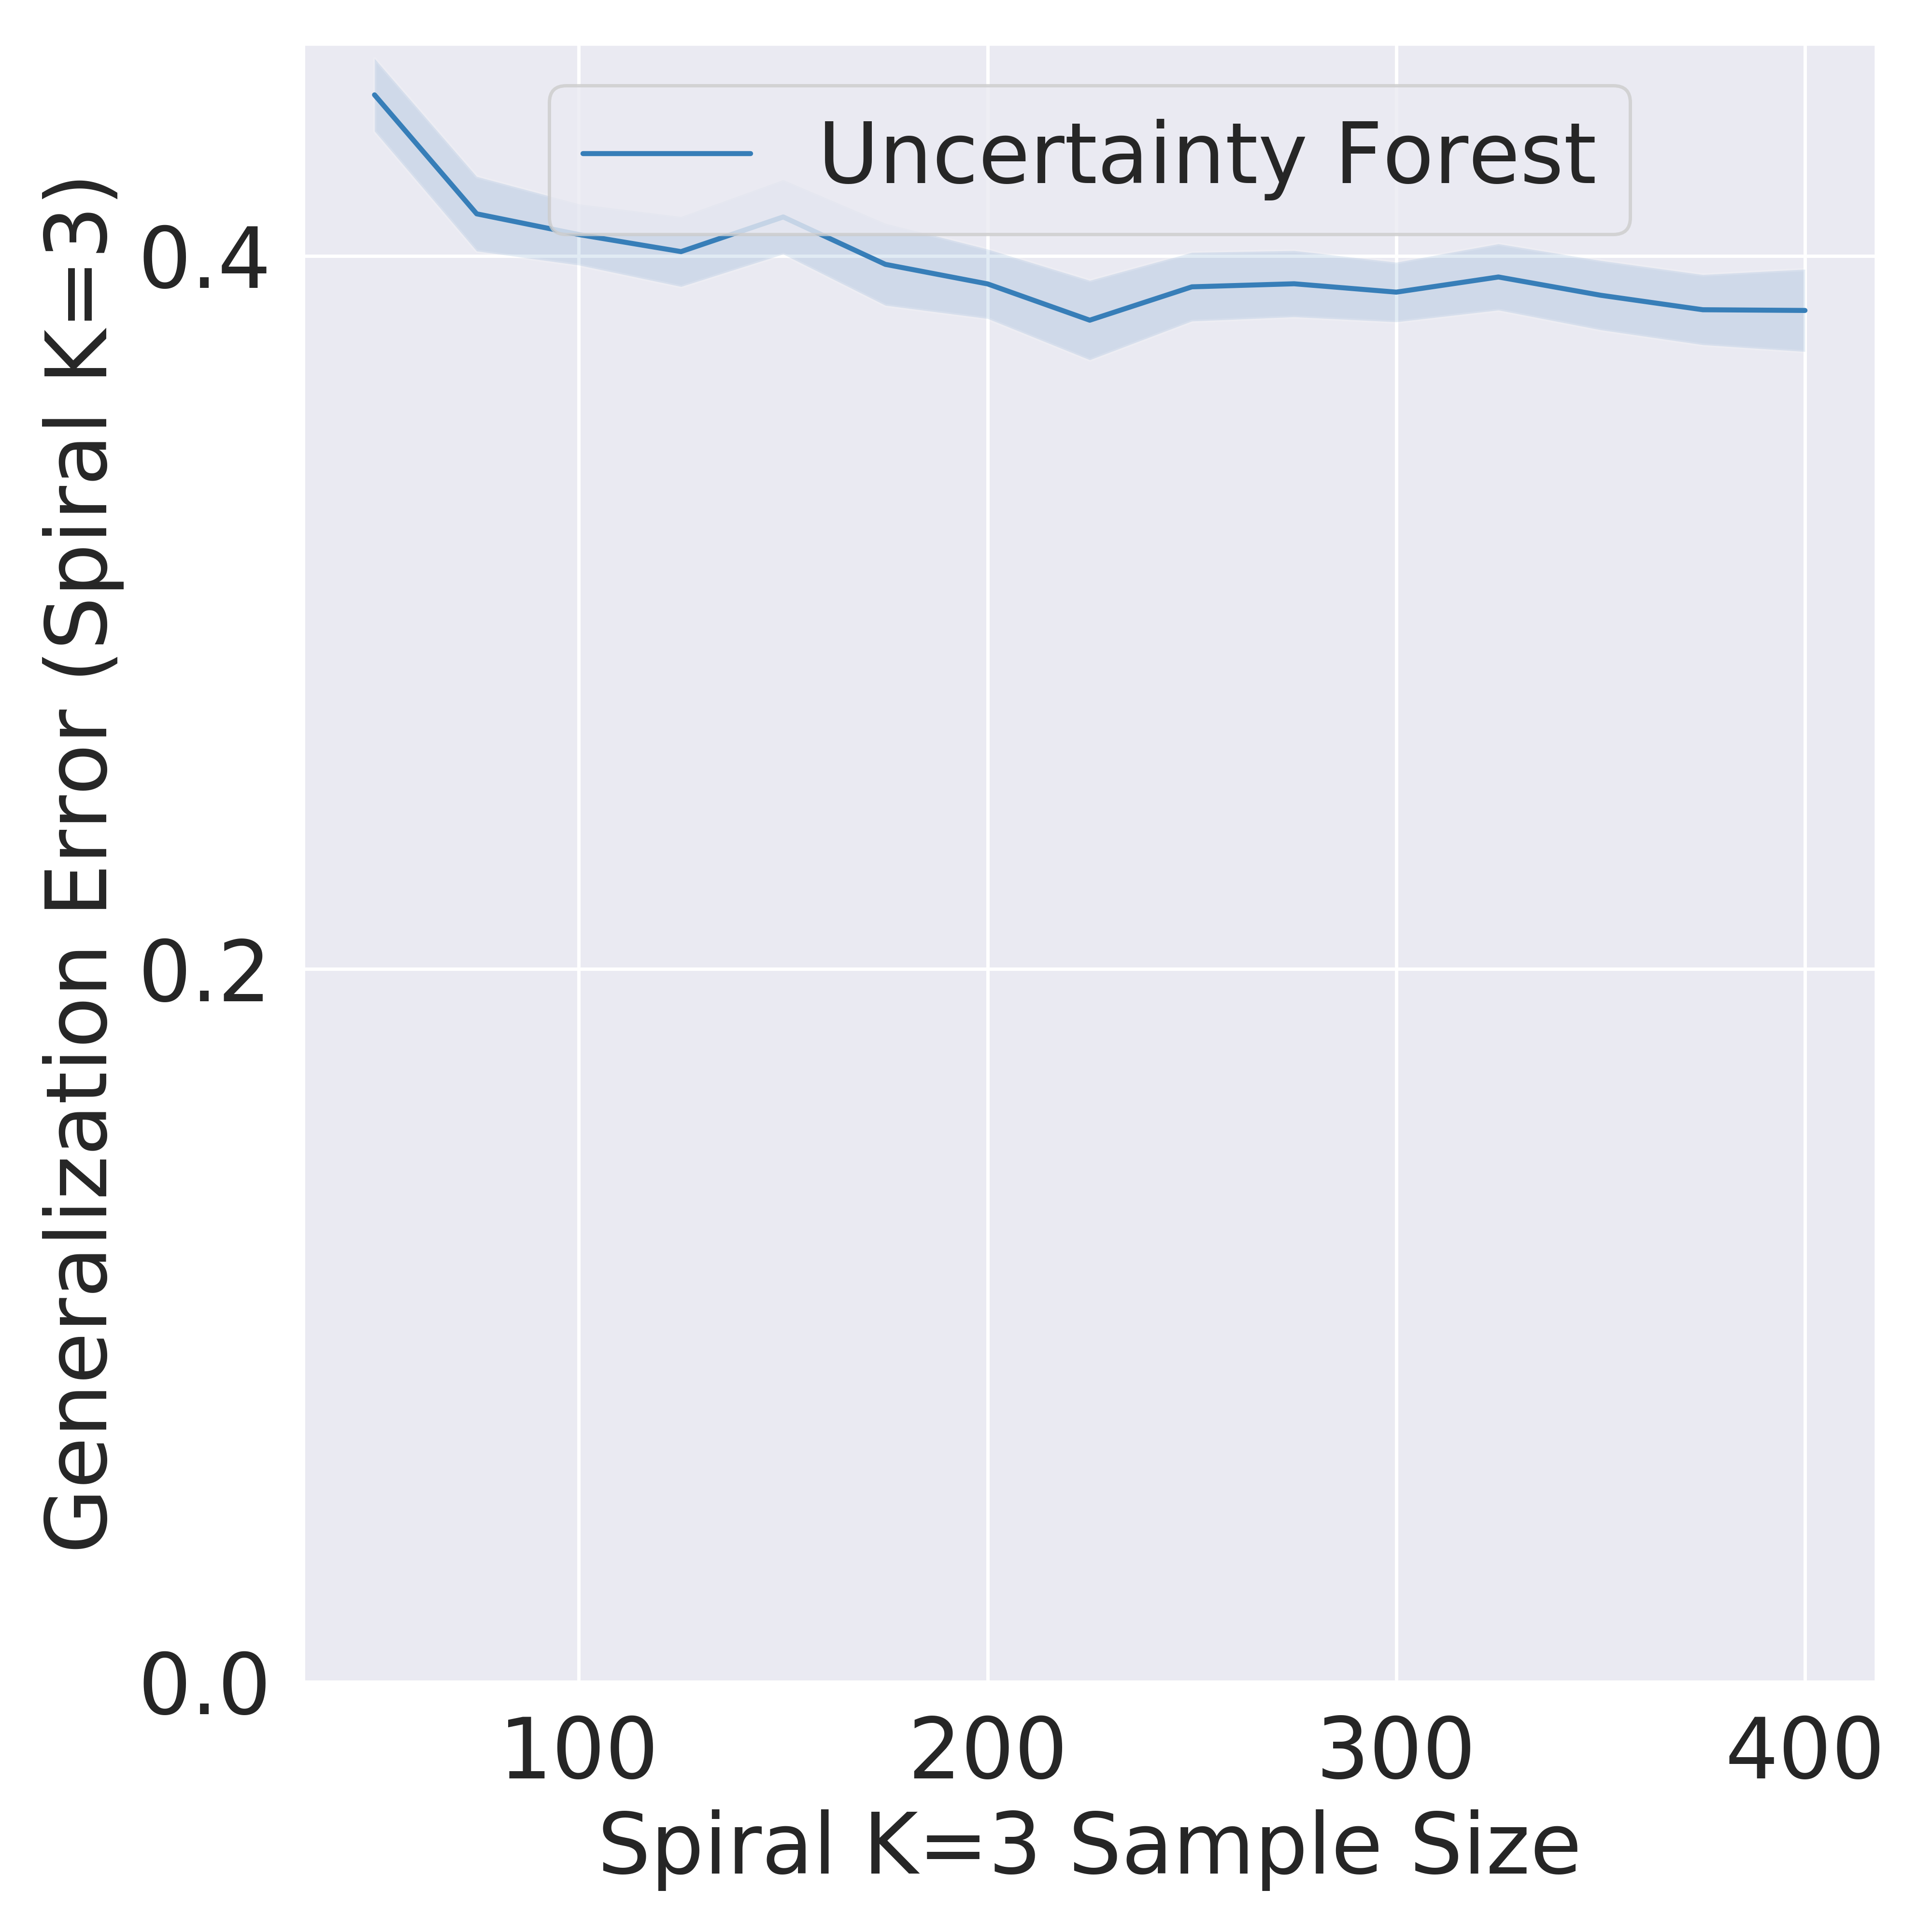 Uncertainty Forest
Generalization Error (Spiral K=3)
0.4
0.2
0.0
100 200 300 400
Spiral K=3 Sample Size